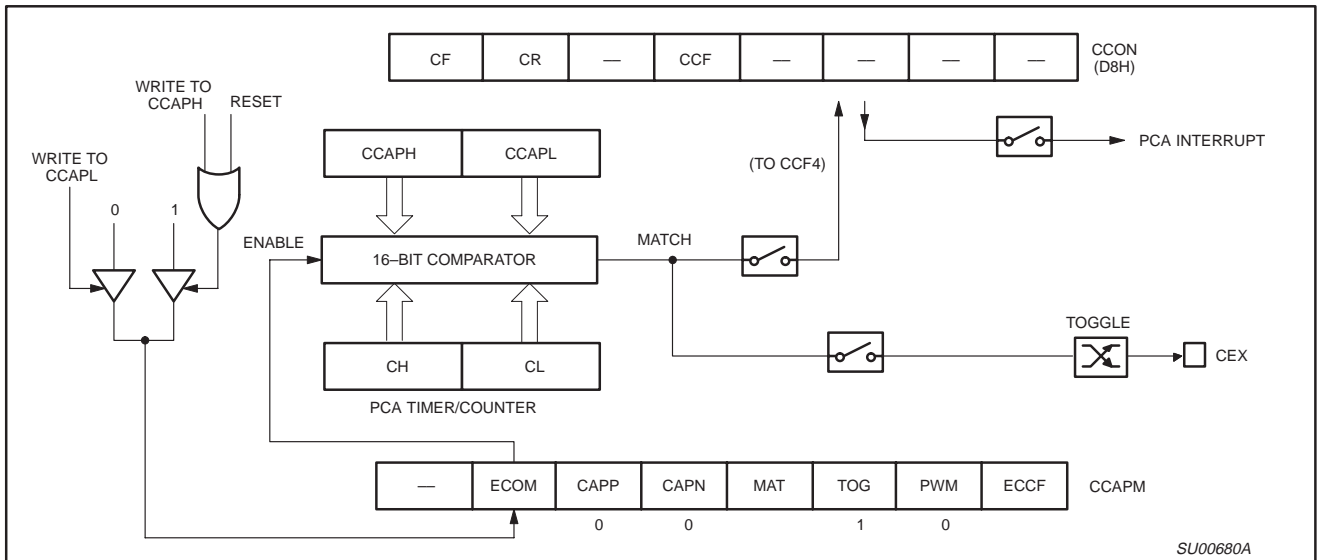 CF CR — CCF — — — — CCON
(D8H)
WRITE TO
CCAPH
RESET
WRITE TO
CCAPL
0 1
CCAPH CCAPL
(TO CCF4)
PCA INTERRUPT
ENABLE
16–BIT COMPARATOR
MATCH
TOGGLE
CEX
CH CL
PCA TIMER/COUNTER
— ECOM CAPP CAPN MAT TOG PWM ECCF CCAPM
0 0 1 0
SU00680A